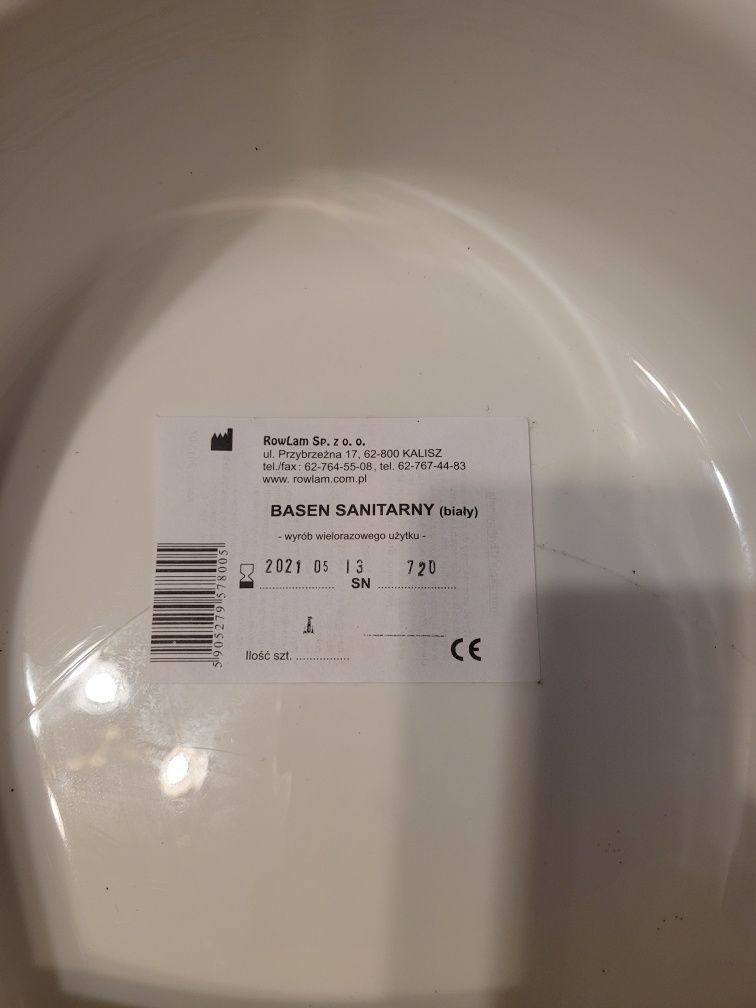 RowLam Sp. z o. o.
ul. Przybrzeżna 17, 62-800 KALISZ
tel./fax: 62-764-55-08, tel. 62-767-44-83
www. rowlam.com.pl
BASEN SANITARNY (biały)
- wyrób wielorazowego użytku -
2021 05 13 720
SN
Ilość szt. ................
CE
5905279578005